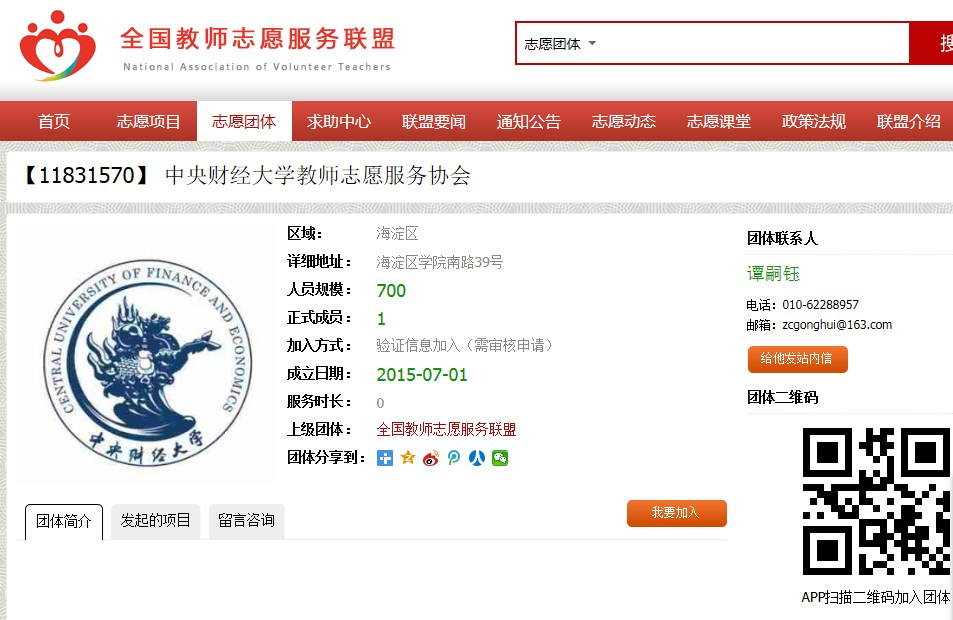 全国教师志愿服务联盟
National Association of Volunteer Teachers
志愿团体
搜
首页 志愿项目 志愿团体 求助中心 联盟要闻 通知公告 志愿动态 志愿课堂 政策法规 联盟介绍
【11831570】 中央财经大学教师志愿服务协会
CENTRAL UNIVERSITY OF FINANCE AND ECONOMICS
中央财经大学
区域： 海淀区
详细地址： 海淀区学院南路39号
人员规模： 700
正式成员： 1
加入方式： 验证信息加入（需审核申请）
成立日期： 2015-07-01
服务时长： 0
上级团体： 全国教师志愿服务联盟
团体分享到：
团体联系人
谭嗣钰
电话：010-62288957
邮箱：zcgonghui@163.com
给他发站内信
团体二维码
APP扫描二维码加入团体
团体简介 发起的项目 留言咨询
我要加入